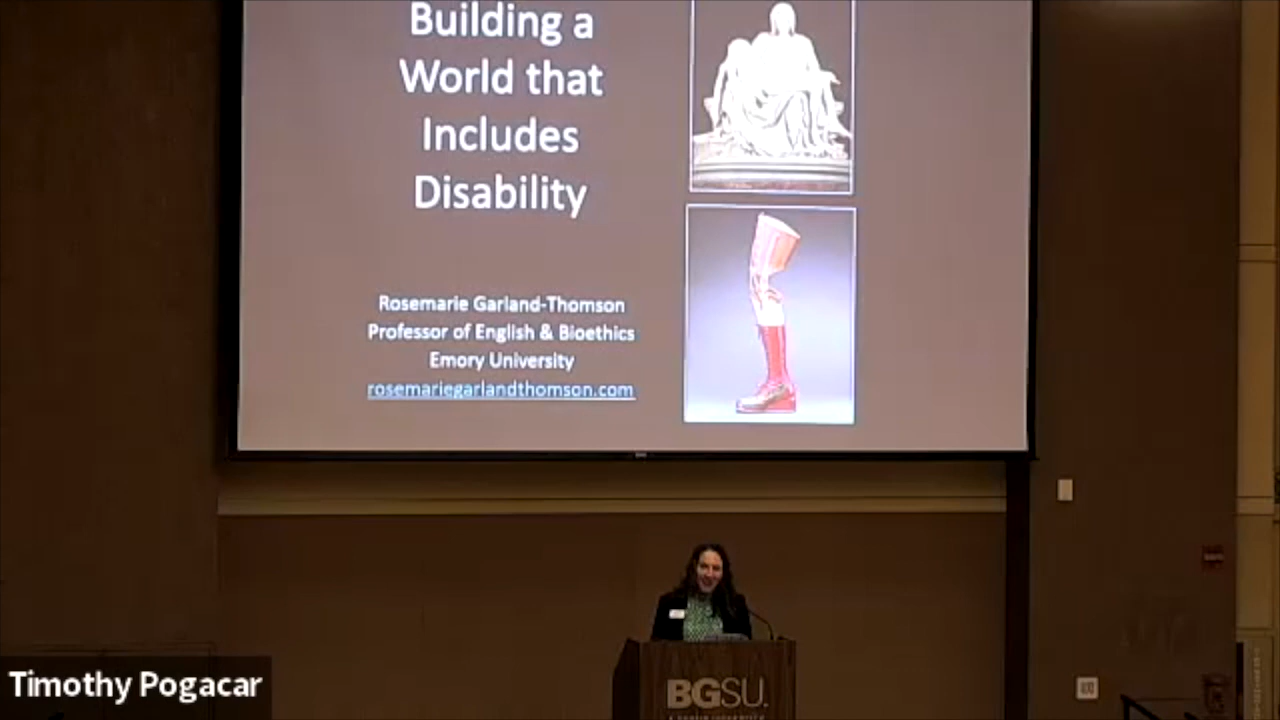 Building a
World that
Includes
Disability
Rosemarie Garland-Thomson
Professor of English & Bioethics
Emory University
rosemariegarlandthomson.com
BGSU.
Timothy Pogacar